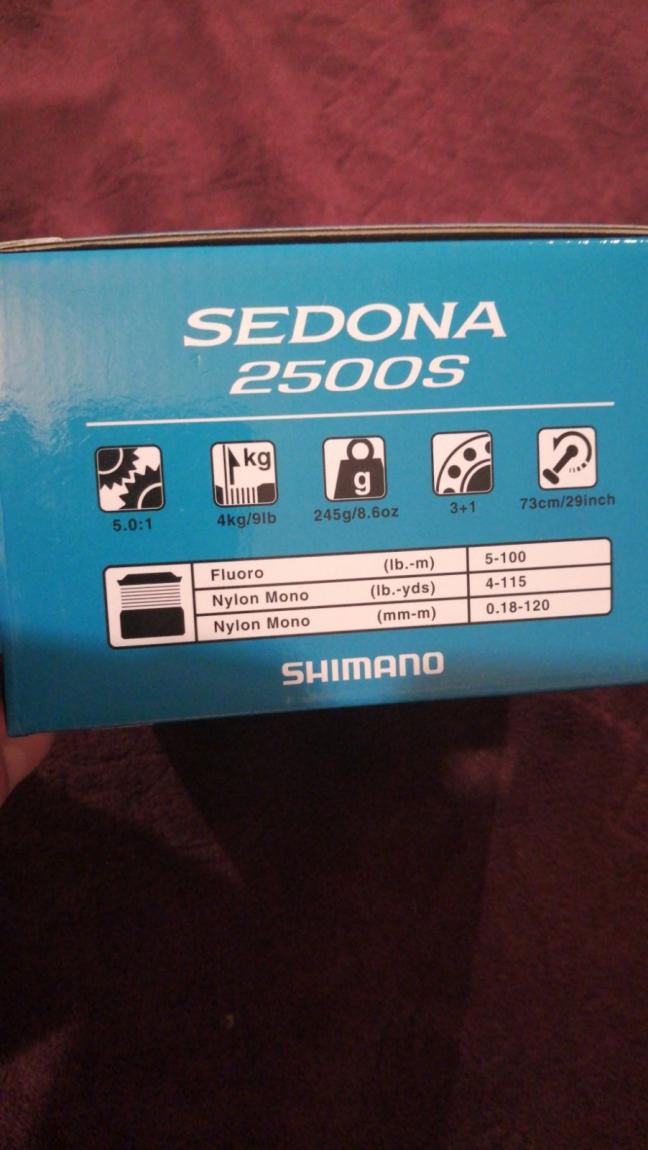 SEDONA
2500S
kg
g
5.0:1 4kg/9lb 245g/8.6oz 3+1 73cm/29inch
Fluoro (lb.-m) 5-100
Nylon Mono (lb.-yds) 4-115
Nylon Mono (mm-m) 0.18-120
SHIMANO